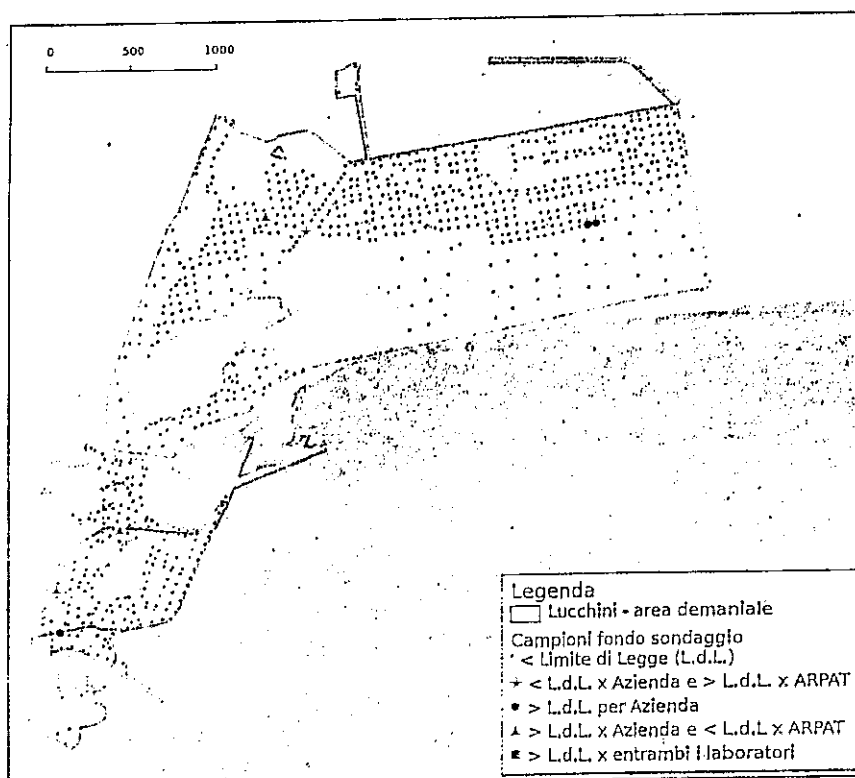 0 500 1000
Legenda
Lucchini - area demaniale
Campioni fondo sondaggio
< Limite di Legge (L.d.L.)
< L.d.L. x Azienda e > L.d.L. x ARPAT
> L.d.L. per Azienda
> L.d.L. x Azienda e < L.d.L x ARPAT
> L.d.L. x entrambi i laboratori